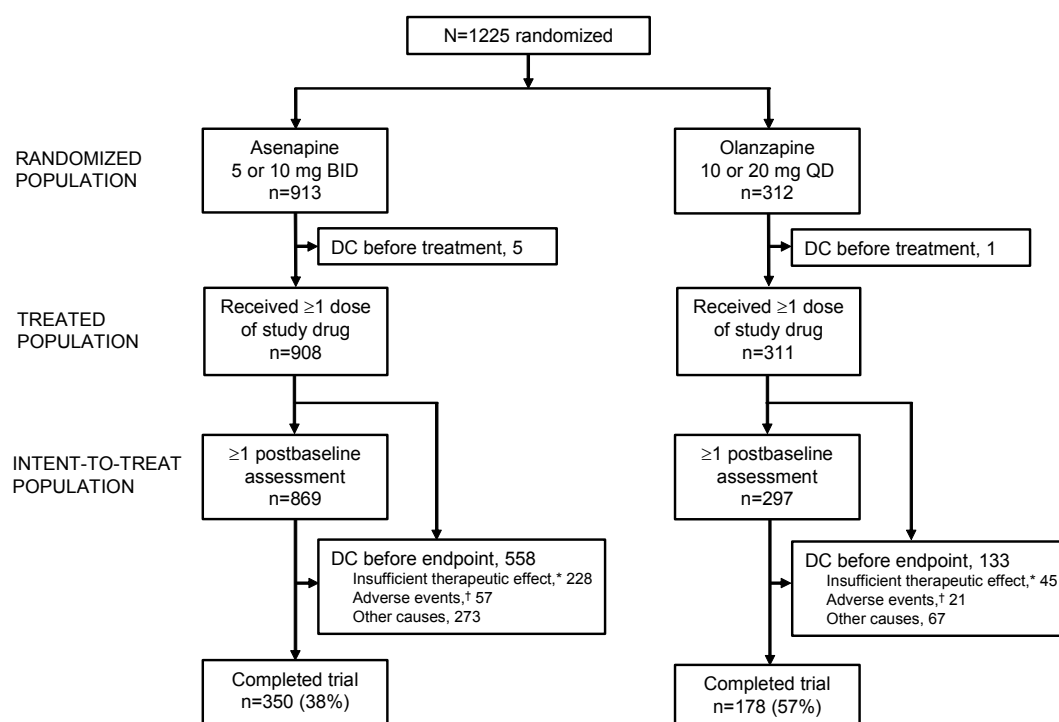 N=1225 randomized
RANDOMIZED
POPULATION
Asenapine
5 or 10 mg BID
n=913
Olanzapine
10 or 20 mg QD
n=312
DC before treatment, 5
DC before treatment, 1
TREATED
POPULATION
Received ≥1 dose
of study drug
n=908
Received ≥1 dose
of study drug
n=311
INTENT-TO-TREAT
POPULATION
≥1 postbaseline
assessment
n=869
≥1 postbaseline
assessment
n=297
DC before endpoint, 558
Insufficient therapeutic effect,* 228
Adverse events,† 57
Other causes, 273
DC before endpoint, 133
Insufficient therapeutic effect,* 45
Adverse events,† 21
Other causes, 67
Completed trial
n=350 (38%)
Completed trial
n=178 (57%)